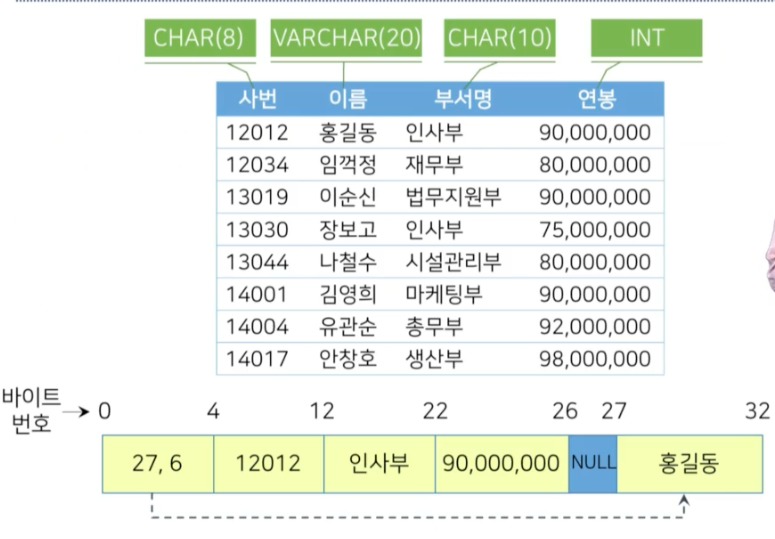 CHAR(8) VARCHAR(20) CHAR(10) INT
사번 이름 부서명 연봉
12012 홍길동 인사부 90,000,000
12034 임꺽정 재무부 80,000,000
13019 이순신 법무지원부 90,000,000
13030 장보고 인사부 75,000,000
13044 나철수 시설관리부 80,000,000
14001 김영희 마케팅부 90,000,000
14004 유관순 총무부 92,000,000
14017 안창호 생산부 98,000,000
바이트
번호 0 4 12 22 26 27 32
27, 6 12012 인사부 90,000,000 NULL 홍길동